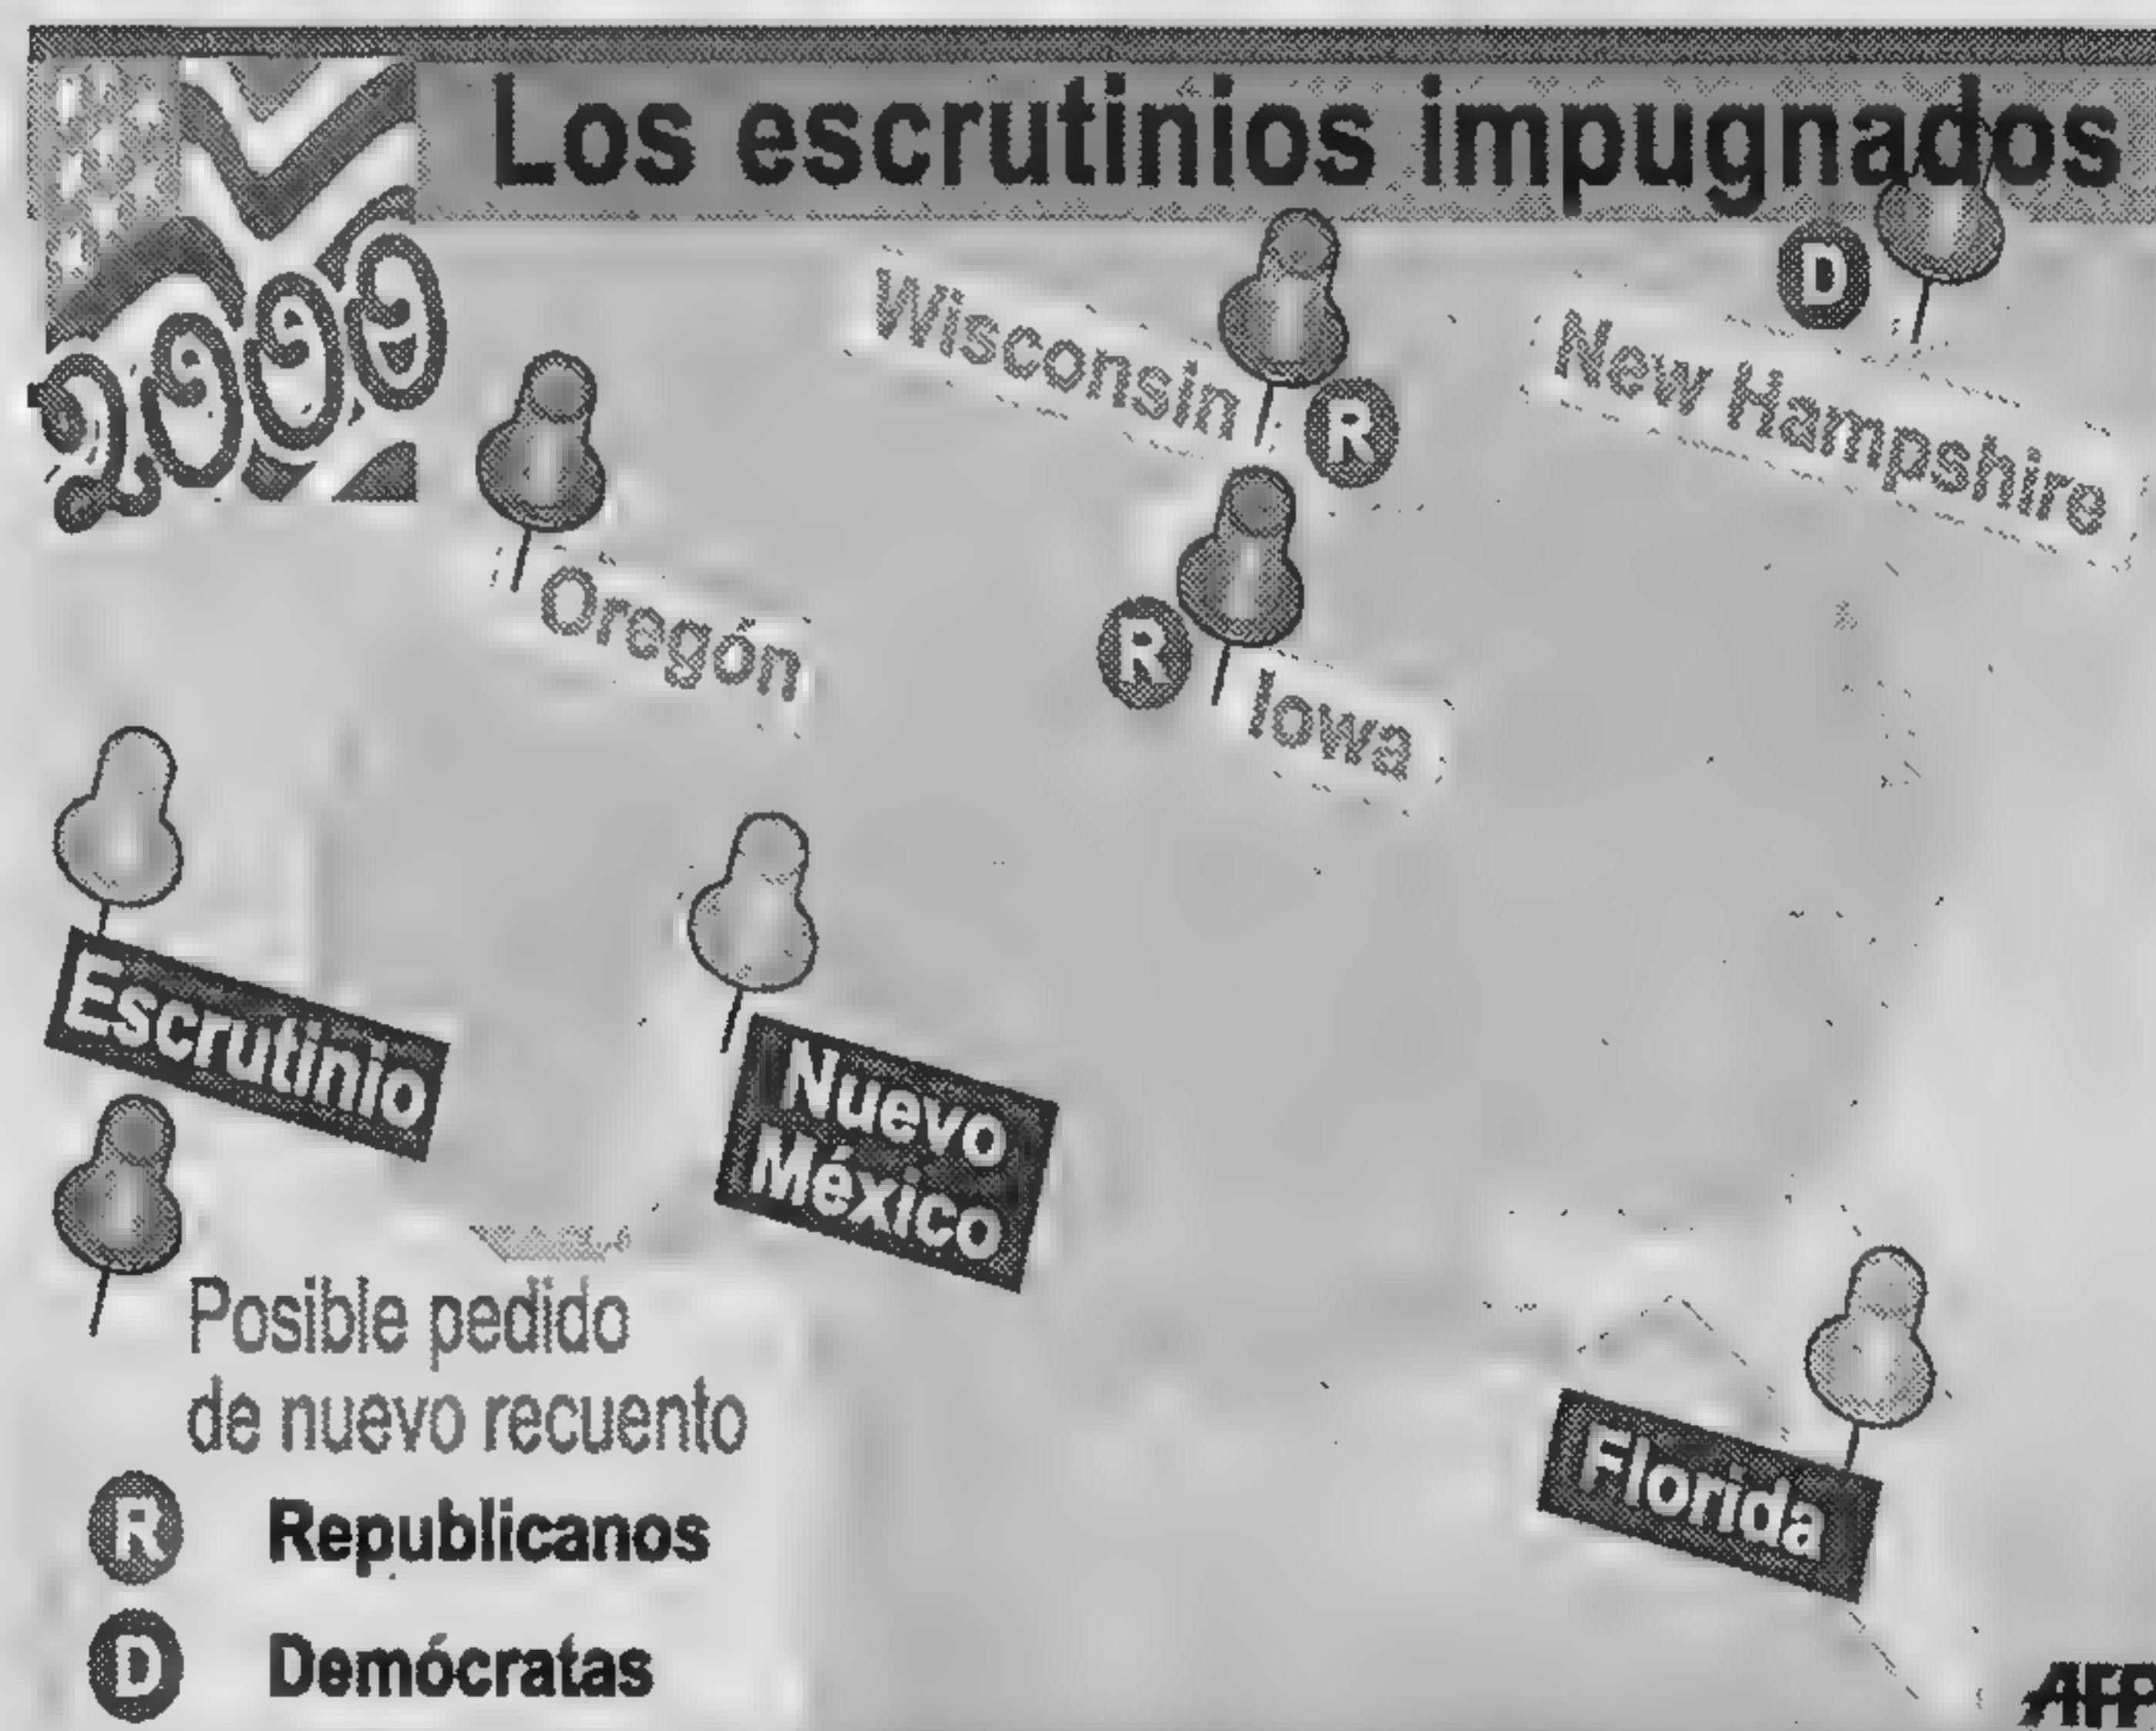 Los escrutinios impugnados
2000
Wisconsin
R
D
New Hampshire
Oregón
R
Iowa
Escrutinio
Nuevo
México
Posible pedido
de nuevo recuento
R Republicanos
D Demócratas
Florida
AFP